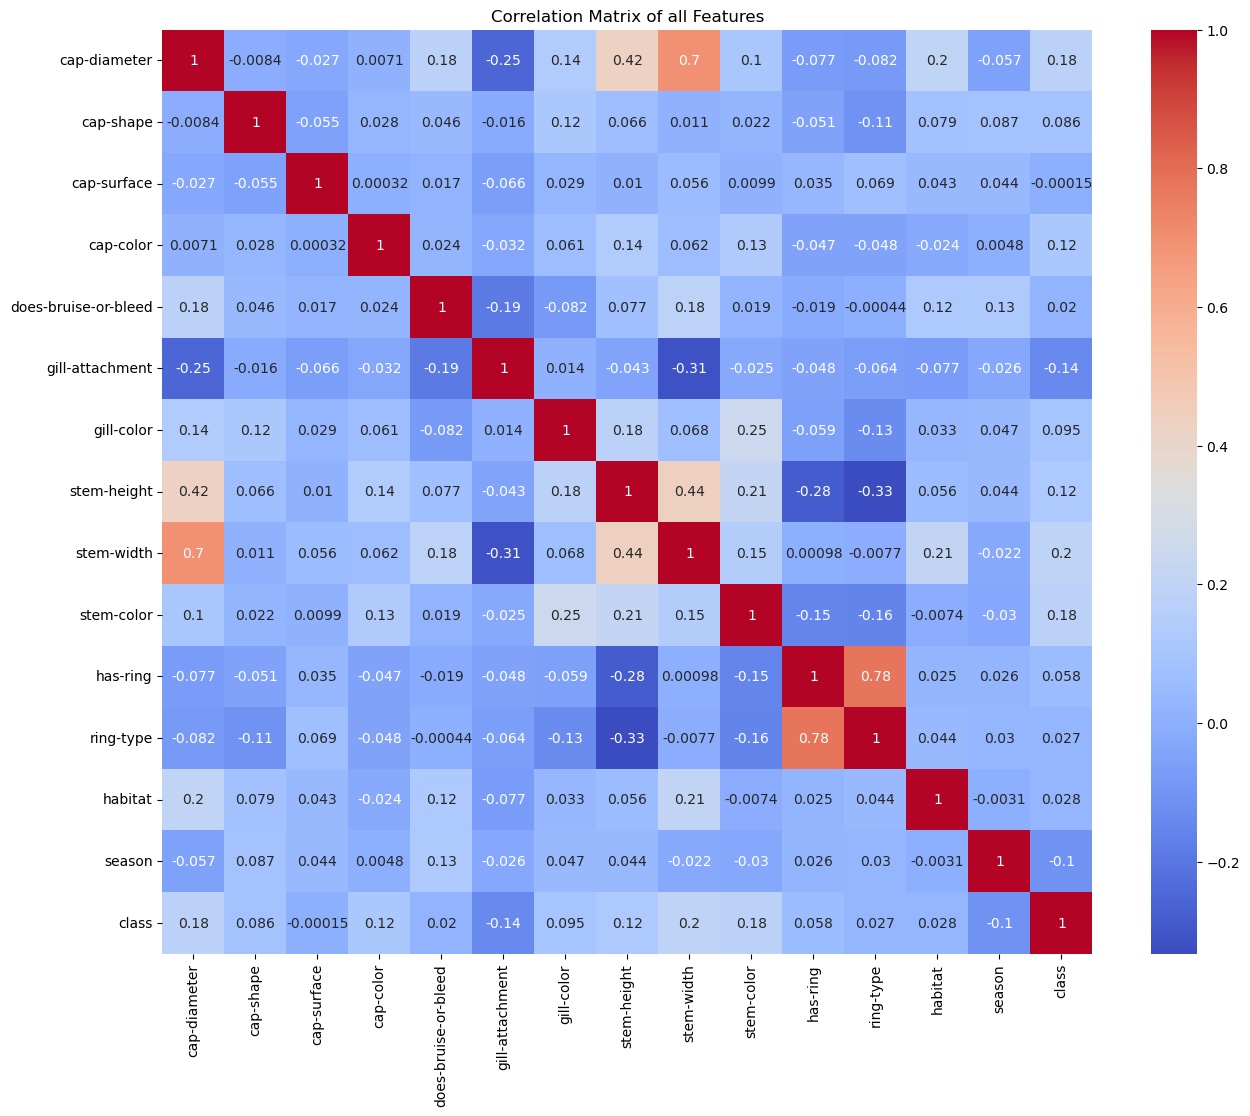 Correlation Matrix of all Features
cap-diameter 1 -0.0084 -0.027 0.0071 0.18 -0.25 0.14 0.42 0.7 0.1 -0.077 -0.082 0.2 -0.057 0.18
cap-shape -0.0084 1 -0.055 0.028 0.046 -0.016 0.12 0.066 0.011 0.022 -0.051 -0.11 0.079 0.087 0.086
cap-surface -0.027 -0.055 1 0.00032 0.017 -0.066 0.029 0.01 0.056 0.0099 0.035 0.069 0.043 0.044 -0.00015
cap-color 0.0071 0.028 0.00032 1 0.024 -0.032 0.061 0.14 0.062 0.13 -0.047 -0.048 -0.024 0.0048 0.12
does-bruise-or-bleed 0.18 0.046 0.017 0.024 1 -0.19 -0.082 0.077 0.18 0.019 -0.019 -0.00044 0.12 0.13 0.02
gill-attachment -0.25 -0.016 -0.066 -0.032 -0.19 1 0.014 -0.043 -0.31 -0.025 -0.048 -0.064 -0.077 -0.026 -0.14
gill-color 0.14 0.12 0.029 0.061 -0.082 0.014 1 0.18 0.068 0.25 -0.059 -0.13 0.033 0.047 0.095
stem-height 0.42 0.066 0.01 0.14 0.077 -0.043 0.18 1 0.44 0.21 -0.28 -0.33 0.056 0.044 0.12
stem-width 0.7 0.011 0.056 0.062 0.18 -0.31 0.068 0.44 1 0.15 0.00098 -0.0077 0.21 -0.022 0.2
stem-color 0.1 0.022 0.0099 0.13 0.019 -0.025 0.25 0.21 0.15 1 -0.15 -0.16 -0.0074 -0.03 0.18
has-ring -0.077 -0.051 0.035 -0.047 -0.019 -0.048 -0.059 -0.28 0.00098 -0.15 1 0.78 0.025 0.026 0.058
ring-type -0.082 -0.11 0.069 -0.048 -0.00044 -0.064 -0.13 -0.33 -0.0077 -0.16 0.78 1 0.044 0.03 0.027
habitat 0.2 0.079 0.043 -0.024 0.12 -0.077 0.033 0.056 0.21 -0.0074 0.025 0.044 1 -0.0031 0.028
season -0.057 0.087 0.044 0.0048 0.13 -0.026 0.047 0.044 -0.022 -0.03 0.026 0.03 -0.0031 1 -0.1
class 0.18 0.086 -0.00015 0.12 0.02 -0.14 0.095 0.12 0.2 0.18 0.058 0.027 0.028 -0.1 1
cap-diameter
cap-shape
cap-surface
cap-color
does-bruise-or-bleed
gill-attachment
gill-color
stem-height
stem-width
stem-color
has-ring
ring-type
habitat
season
class
1.0
0.8
0.6
0.4
0.2
0.0
−0.2